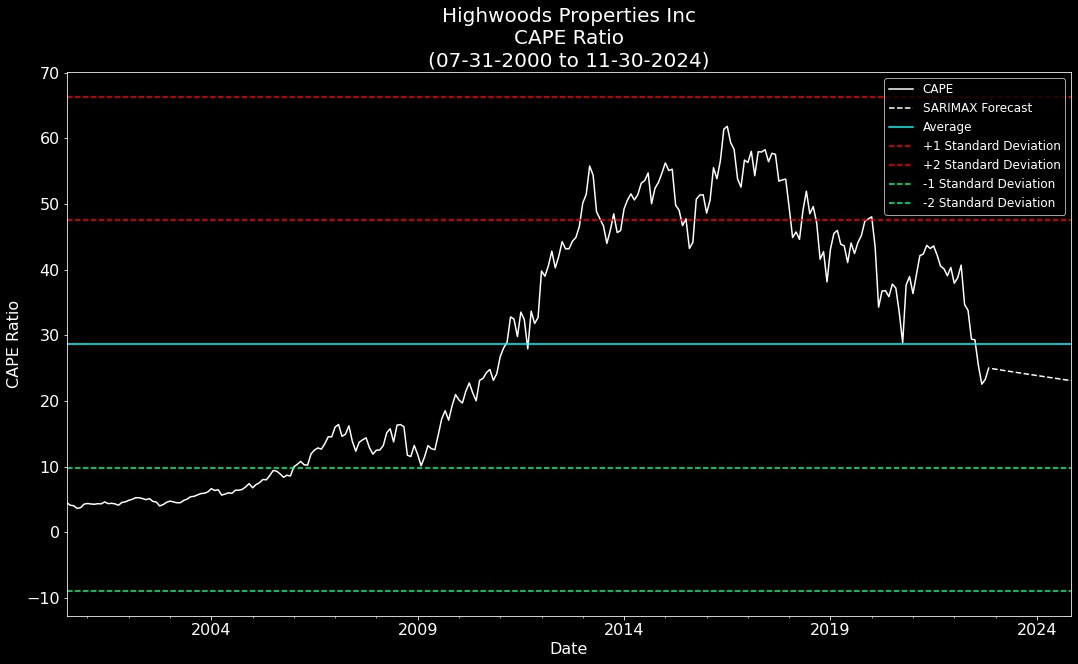 Highwoods Properties Inc
CAPE Ratio
(07-31-2000 to 11-30-2024)
CAPE
SARIMAX Forecast
Average
+1 Standard Deviation
+2 Standard Deviation
-1 Standard Deviation
-2 Standard Deviation
CAPE Ratio
70
60
50
40
30
20
10
0
−10
2004
2009
2014
2019
2024
Date